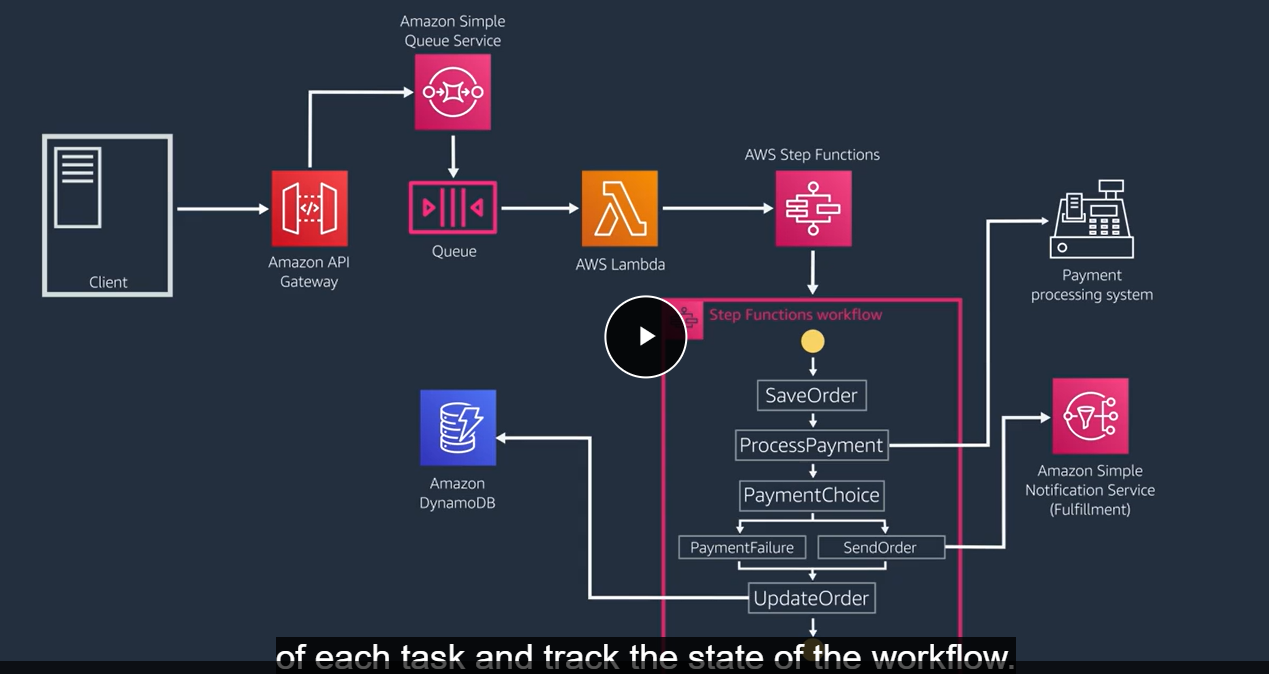 Amazon Simple
Queue Service
AWS Step Functions
Client
Amazon API
Gateway
Queue
AWS Lambda
Payment
processing system
Step Functions workflow
SaveOrder
ProcessPayment
PaymentChoice
PaymentFailure
SendOrder
UpdateOrder
Amazon
DynamoDB
Amazon Simple
Notification Service
(Fulfillment)
of each task and track the state of the workflow.